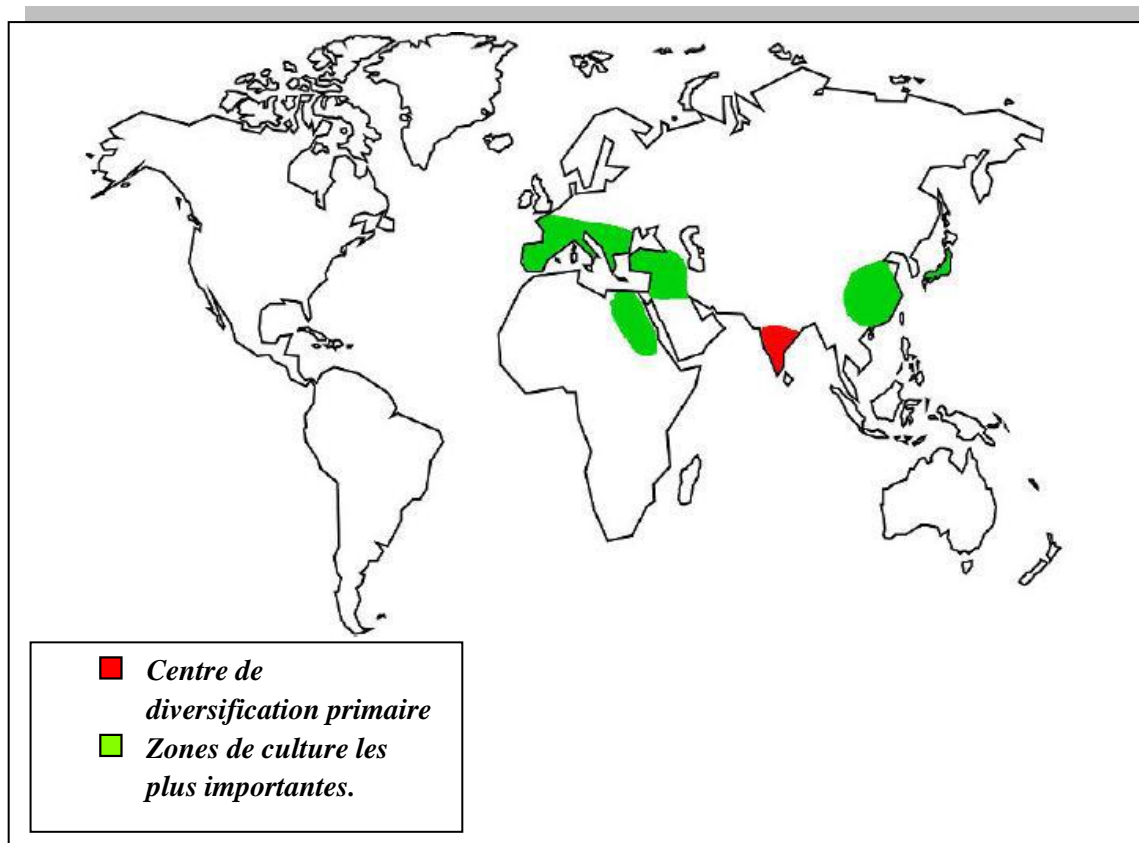 Centre de
diversification primaire
Zones de culture les
plus importantes.